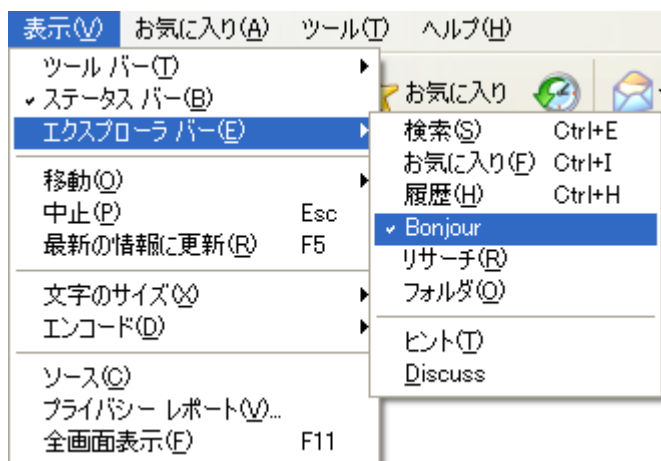 表示(V) お気に入り(A) ツール(T) ヘルプ(H)
お気に入り
ツール バー(T)
ステータス バー(B)
エクスプローラ バー(E)
移動(O)
中止(P) Esc
最新の情報に更新(R) F5
文字のサイズ(X)
エンコード(D)
ソース(C)
プライバシー レポート(V)...
全画面表示(F) F11
検索(S) Ctrl+E
お気に入り(F) Ctrl+I
履歴(H) Ctrl+H
Bonjour
リサーチ(R)
フォルダ(O)
ヒント(T)
Discuss